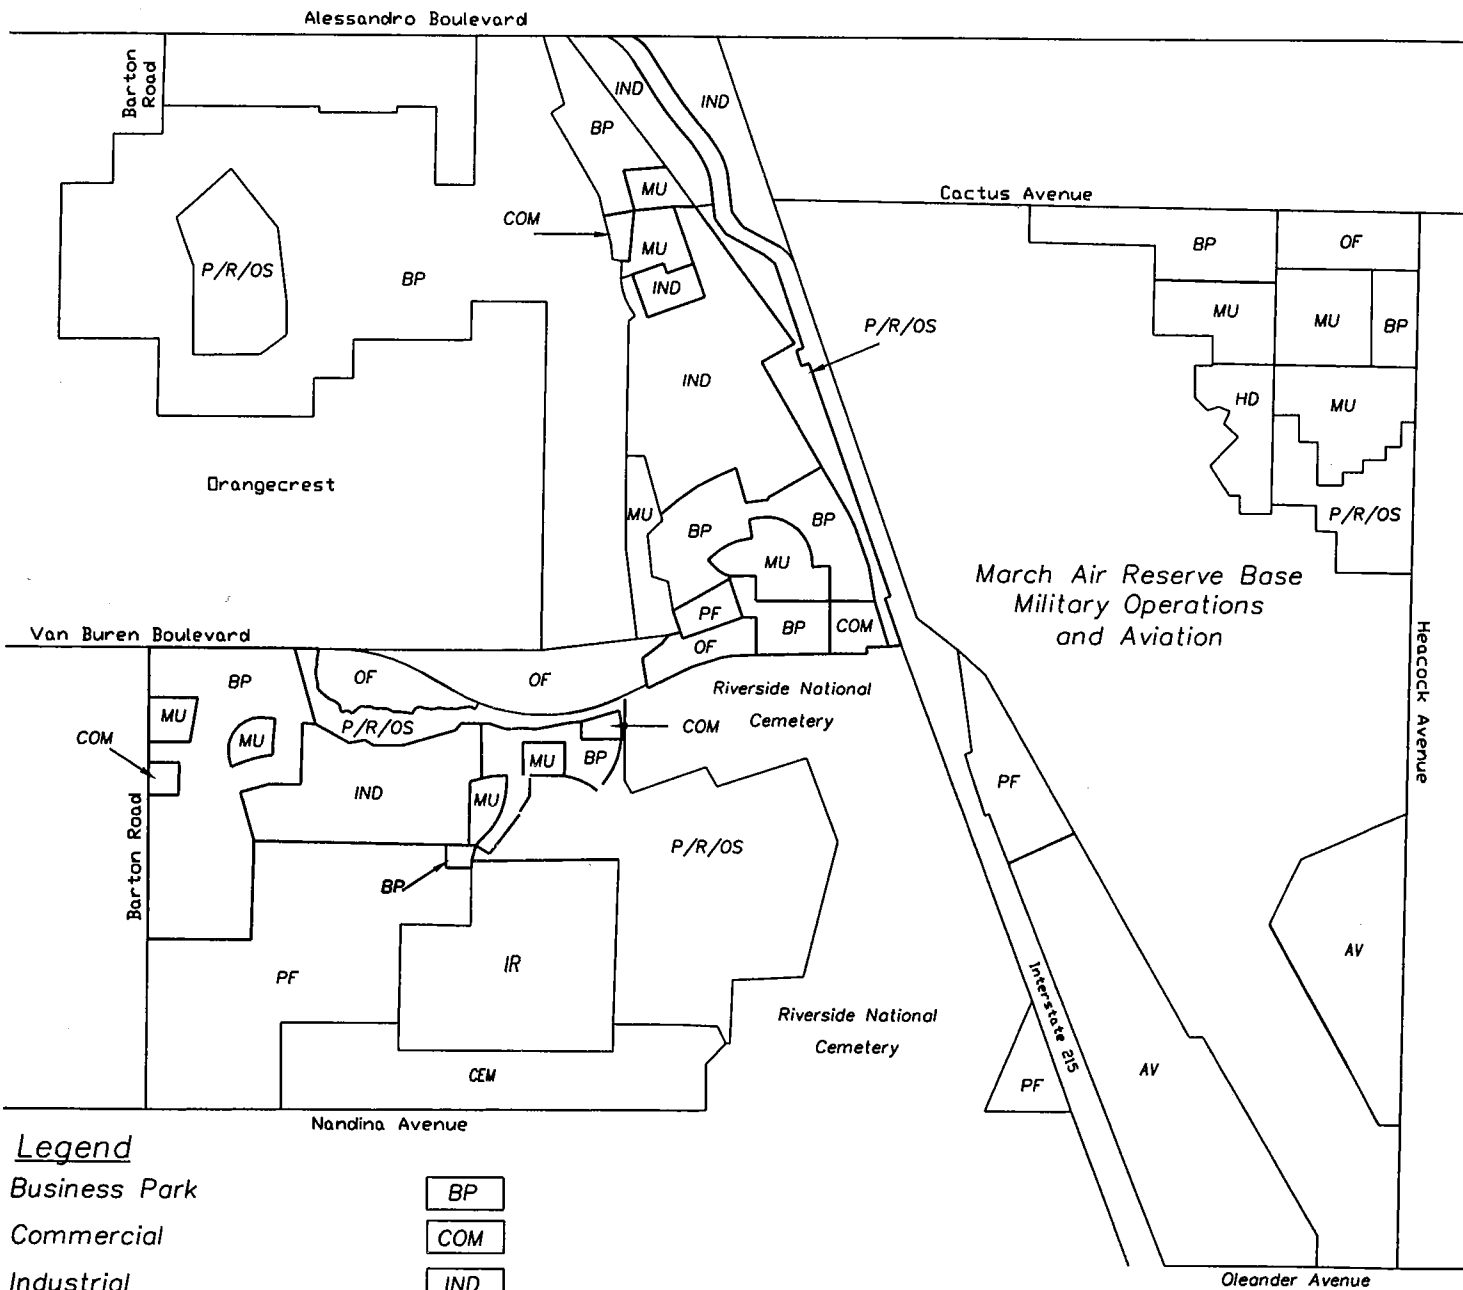 Alessandro Boulevard
Barton
Road
IND
IND
BP
MU
Cactus Avenue
COM
MU
BP
OF
P/R/OS
BP
IND
MU
MU
BP
P/R/OS
IND
HD
MU
Orangecrest
MU
BP
BP
P/R/OS
MU
March Air Reserve Base
Military Operations
and Aviation
PF
BP
COM
Van Buren Boulevard
OF
Heacock Avenue
BP
OF
OF
Riverside National
Cemetery
MU
P/R/OS
COM
COM
MU
MU
BP
IND
MU
PF
Barton Road
P/R/OS
BP
PF
IR
AV
Interstate 215
Riverside National
Cemetery
CEM
PF
AV
Nandina Avenue
Legend
Business Park
BP
Commercial
COM
Industrial
IND
Oleander Avenue